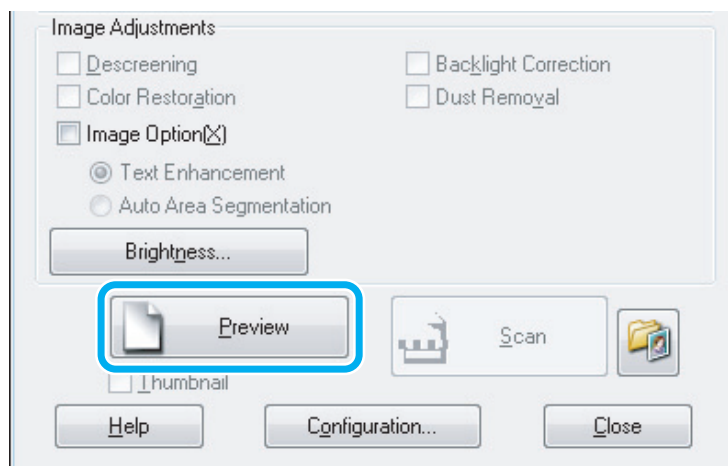 Image Adjustments
Descreening Backlight Correction
Color Restoration Dust Removal
Image Option(X)
Text Enhancement
Auto Area Segmentation
Brightness...
Preview Scan
Thumbnail
Help Configuration... Close